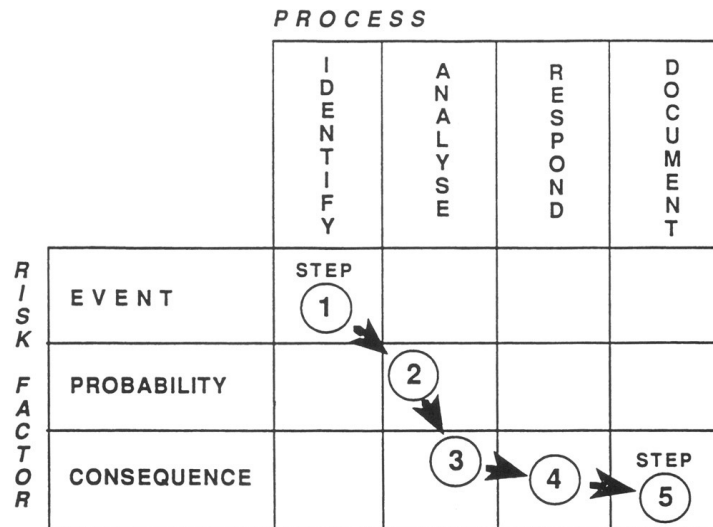 PROCESS
IDENTIFY
ANALYSE
RESPOND
DOCUMENT
RISK FACTOR
EVENT
STEP
1
PROBABILITY
2
CONSEQUENCE
3
4
STEP
5